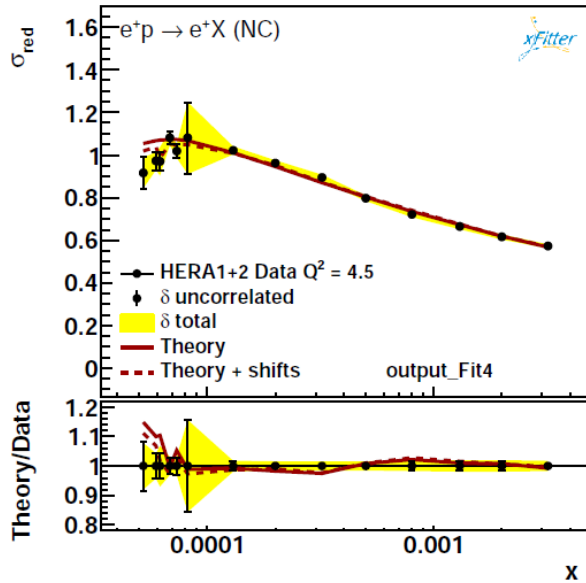 σred
1.6
1.4
1.2
1
0.8
0.6
0.4
0.2
0
e+p → e+X (NC)
xFitter
HERA1+2 Data Q² = 4.5
δ uncorrelated
δ total
Theory
Theory + shifts
output_Fit4
Theory/Data
1.2
1.1
1
0.9
0.8
0.0001
0.001
x